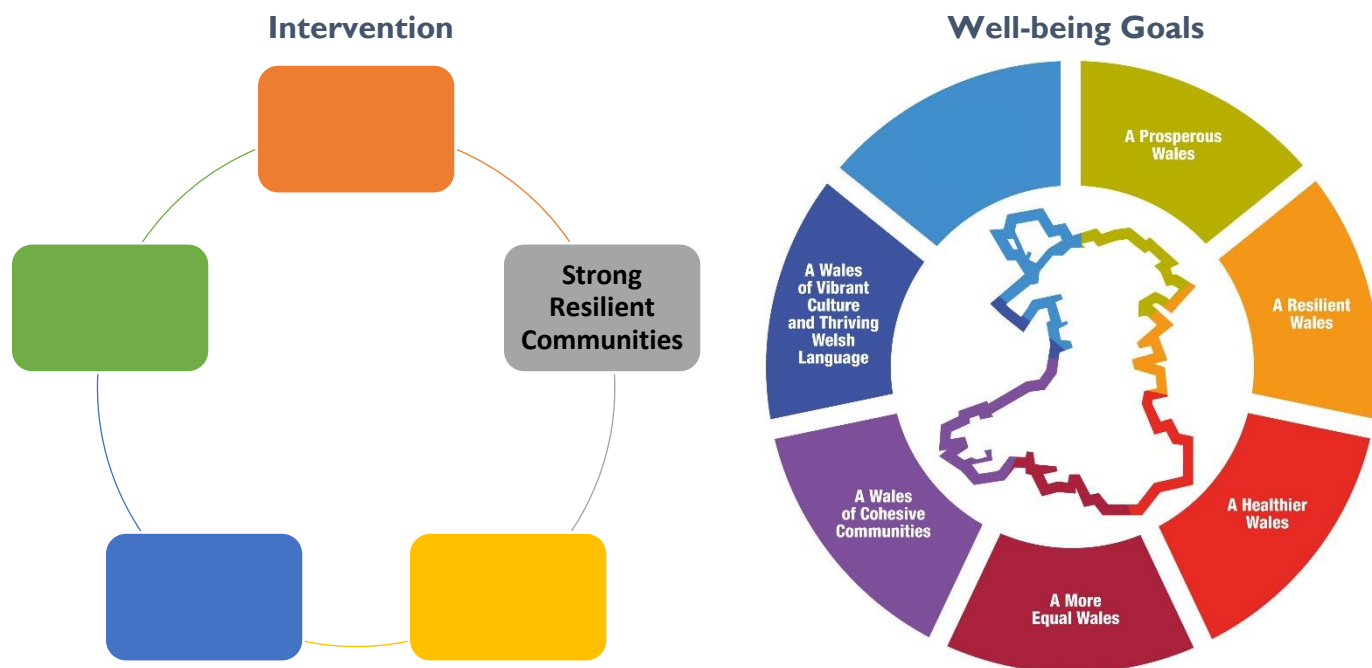 Intervention
Strong
Resilient
Communities
Well-being Goals
A Prosperous
Wales
A Resilient
Wales
A Healthier
Wales
A More
Equal Wales
A Wales
of Cohesive
Communities
A Wales
of Vibrant
Culture
and Thriving
Welsh
Language